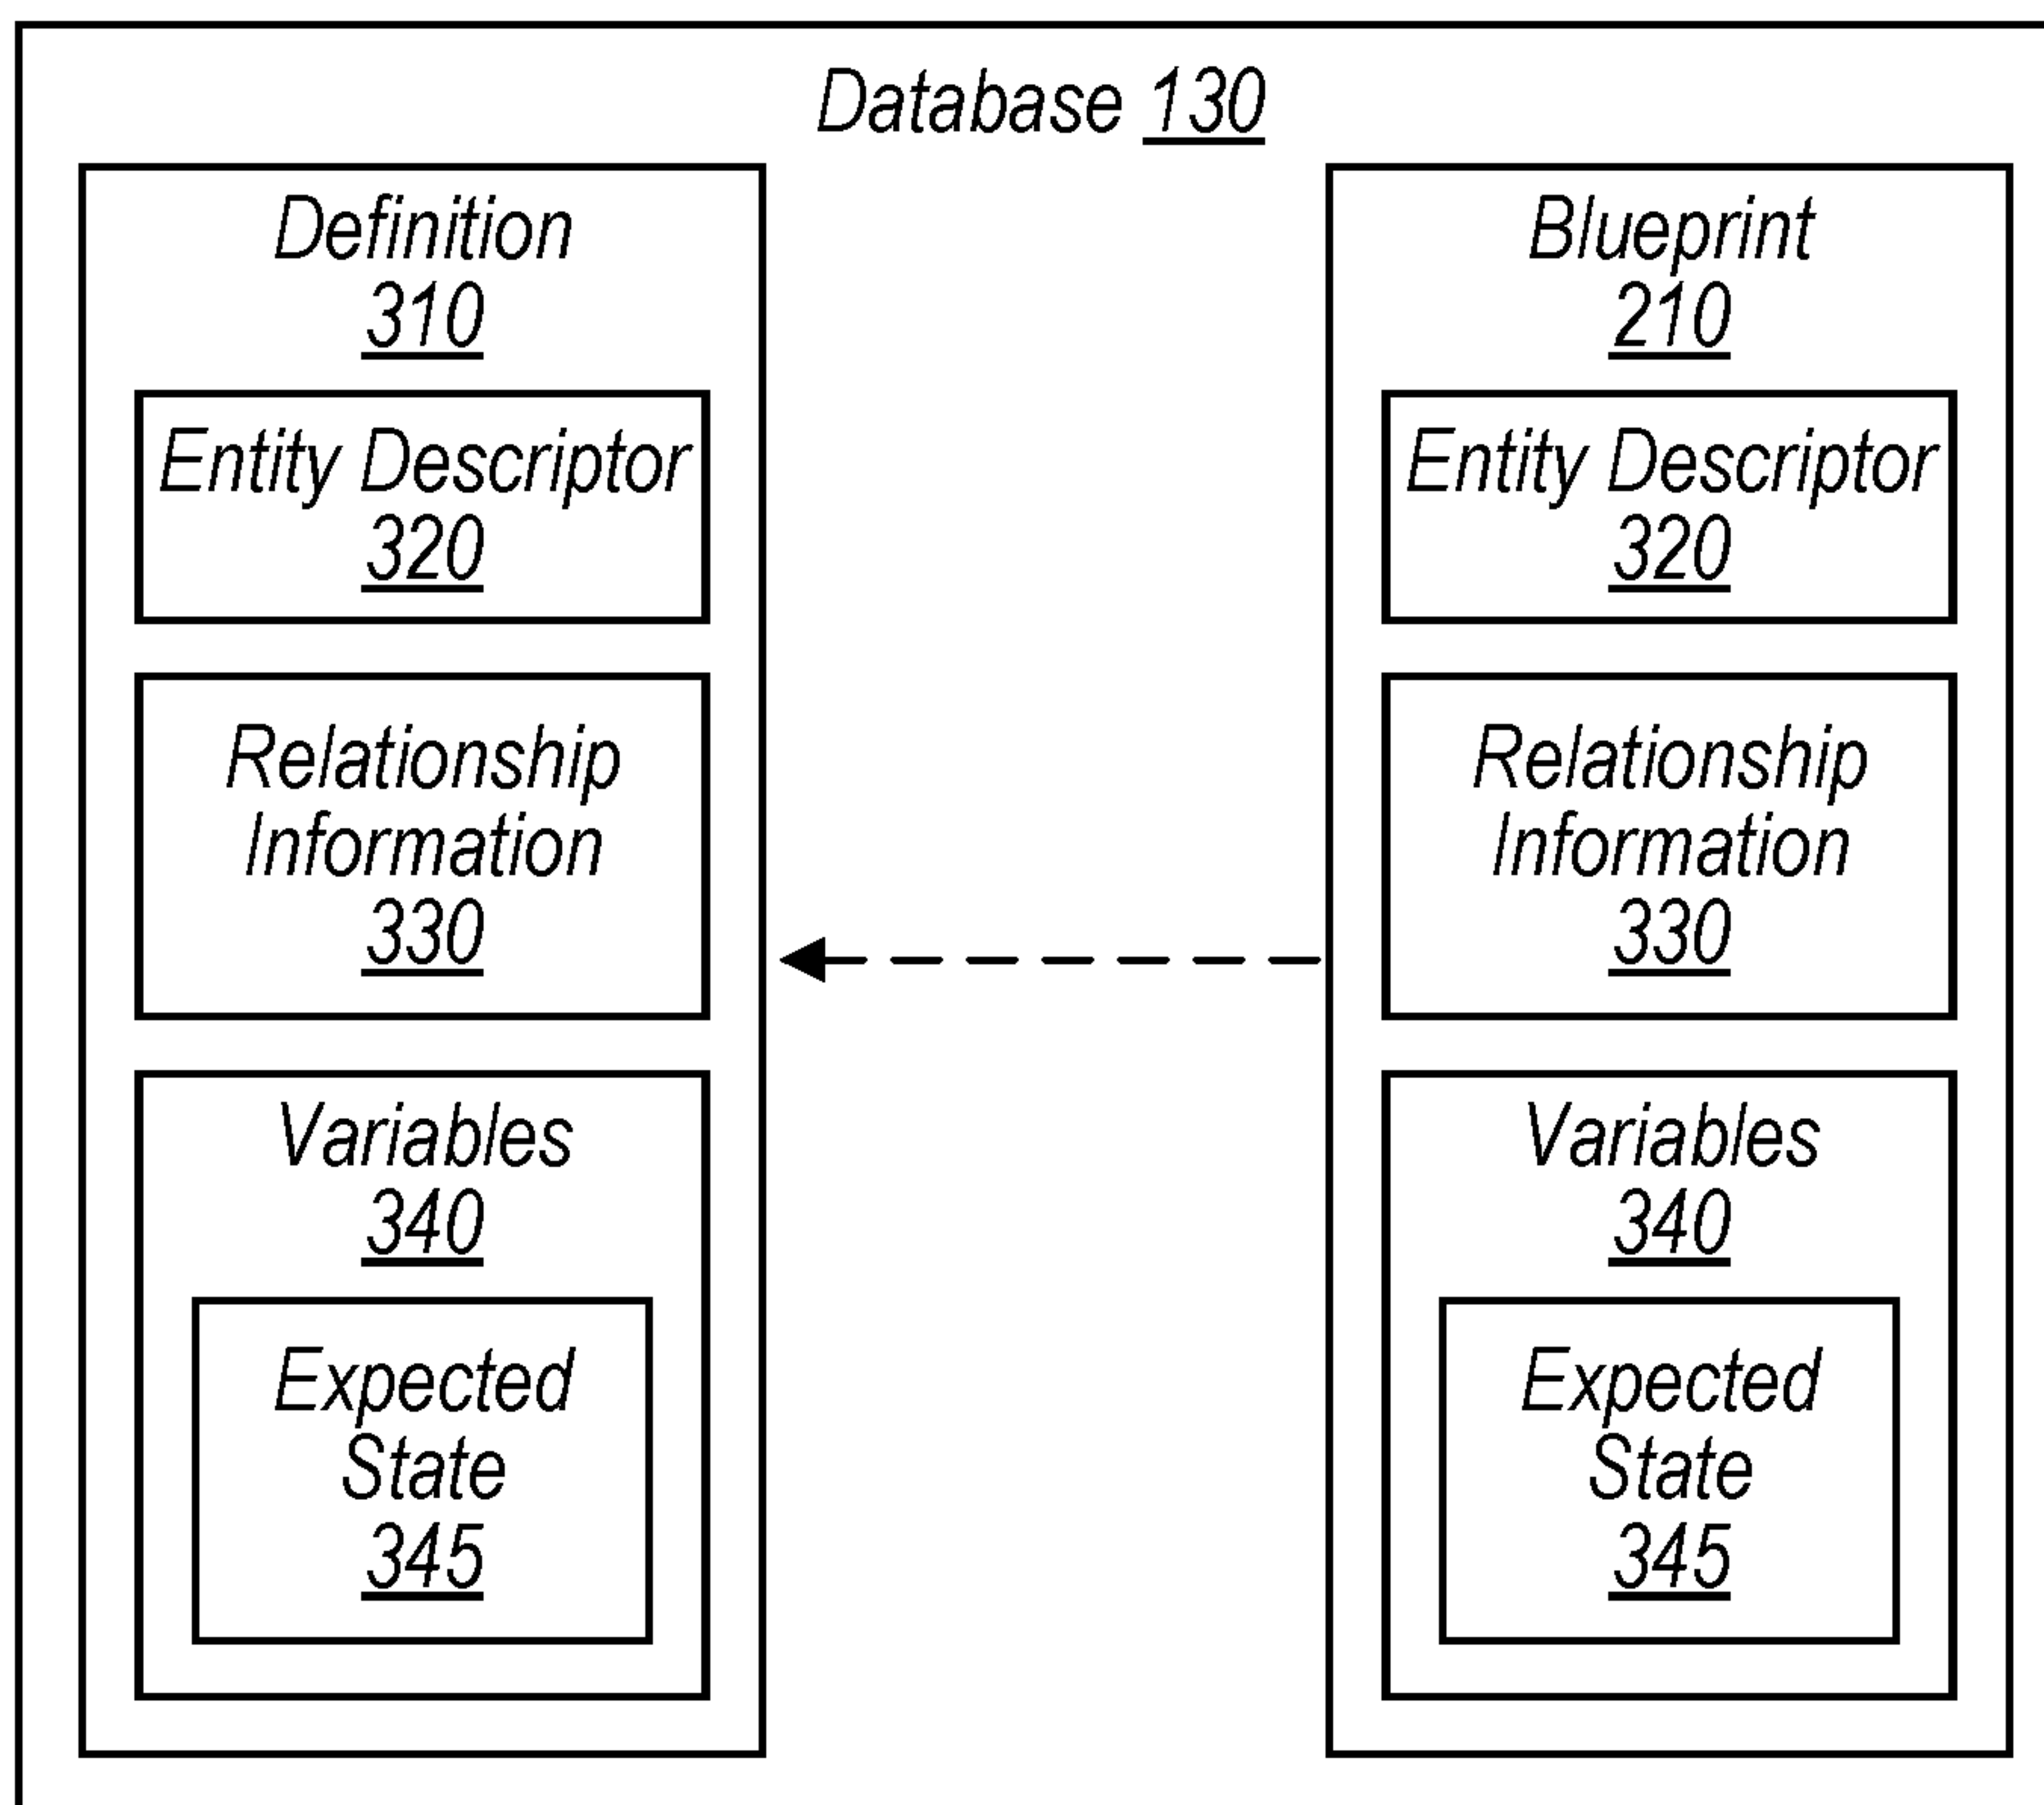 Database 130
Definition
310
Entity Descriptor
320
Relationship
Information
330
Variables
340
Expected
State
345
Blueprint
210
Entity Descriptor
320
Relationship
Information
330
Variables
340
Expected
State
345